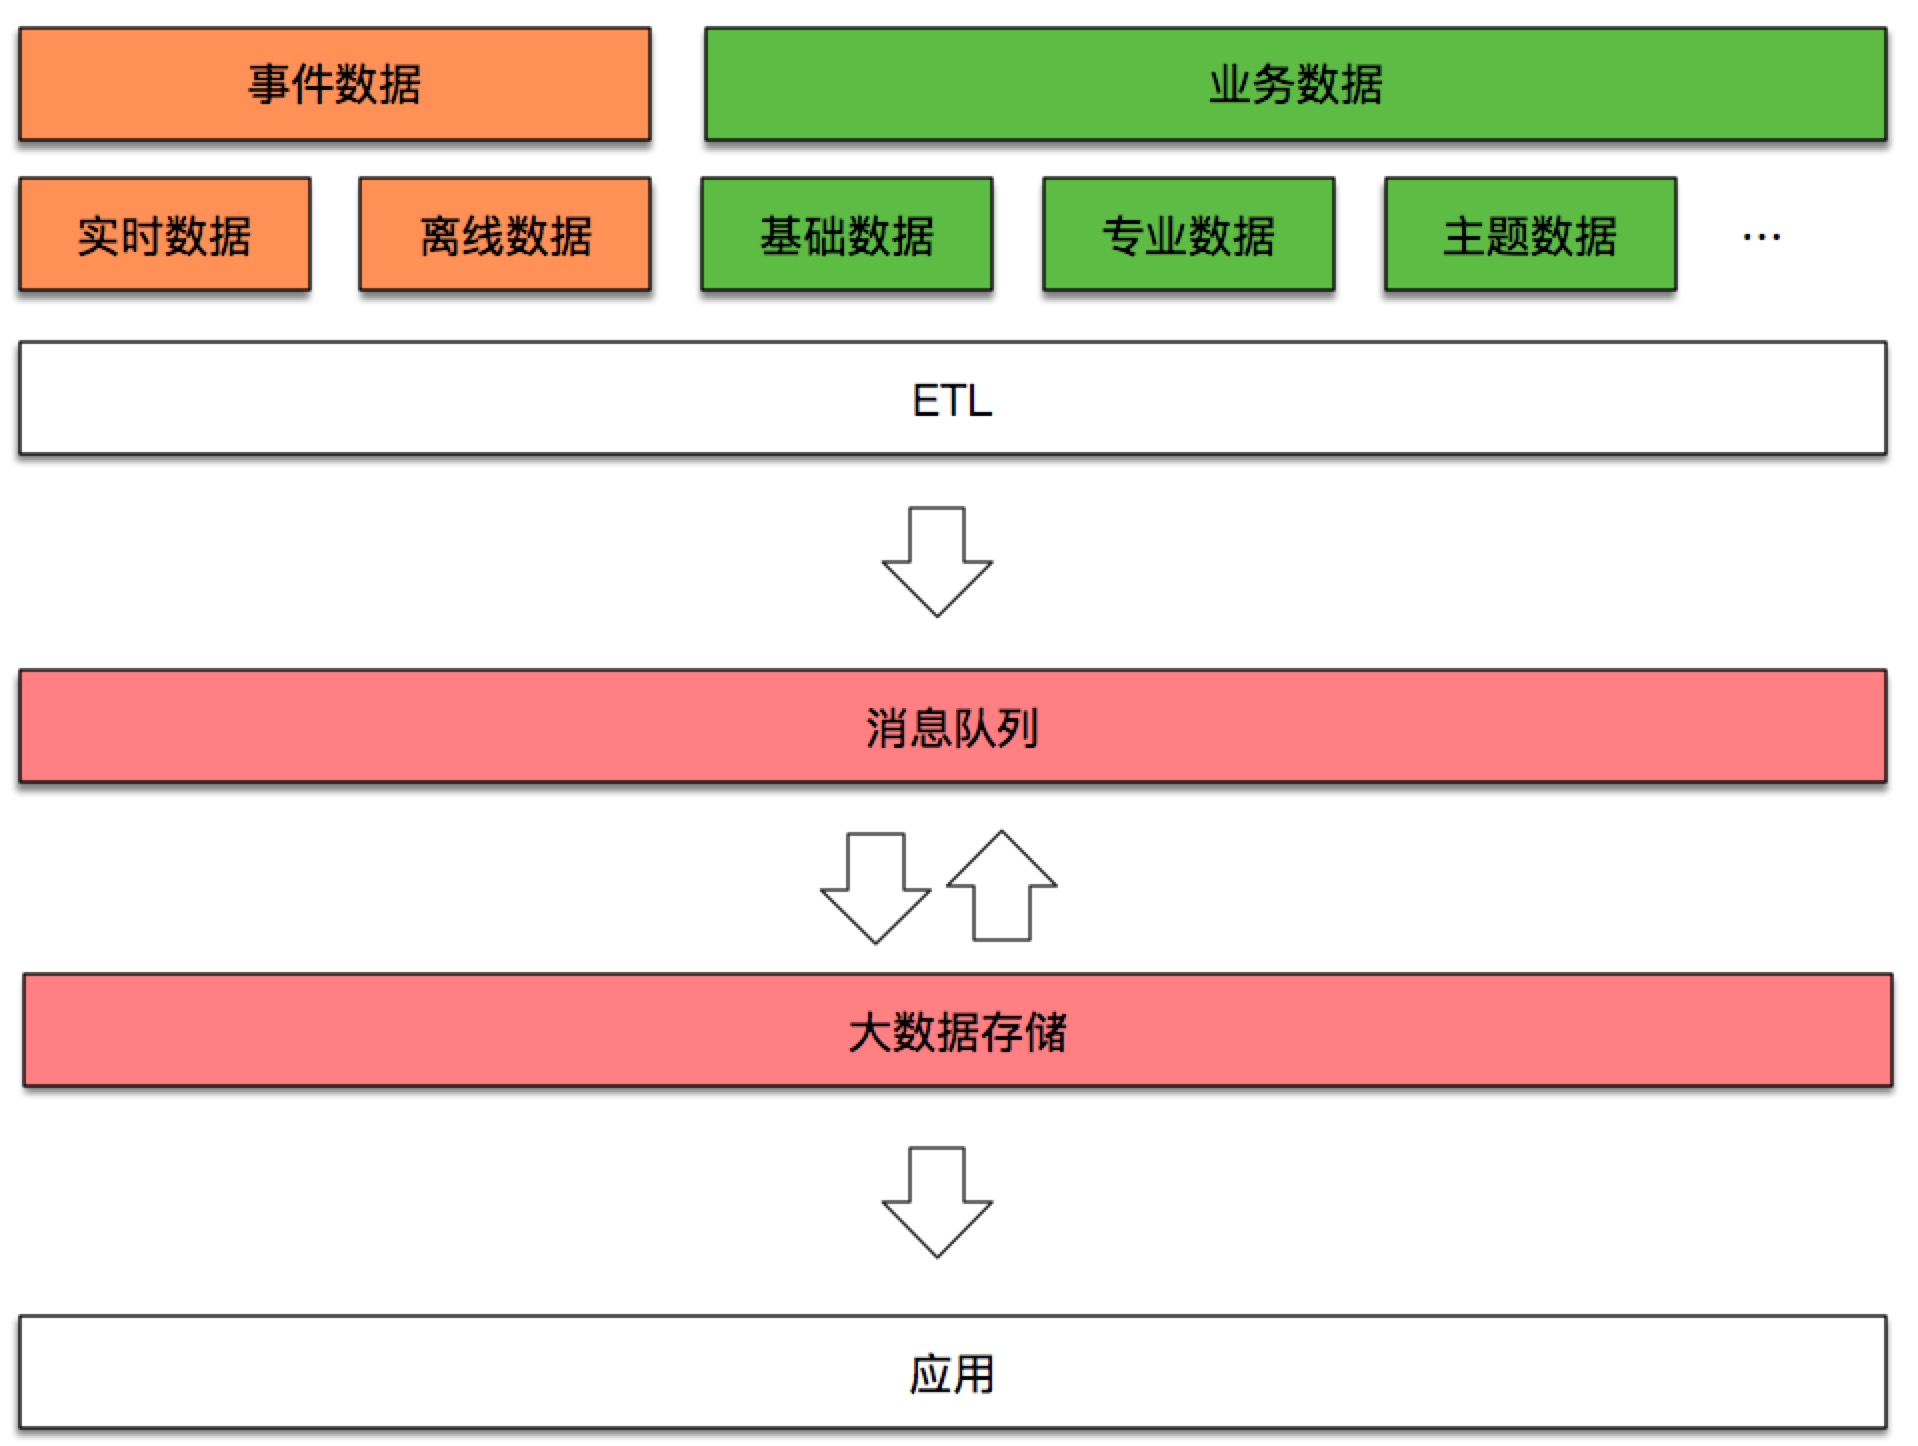 事件数据 业务数据
实时数据 离线数据 基础数据 专业数据 主题数据 ...
ETL
消息队列
大数据存储
应用